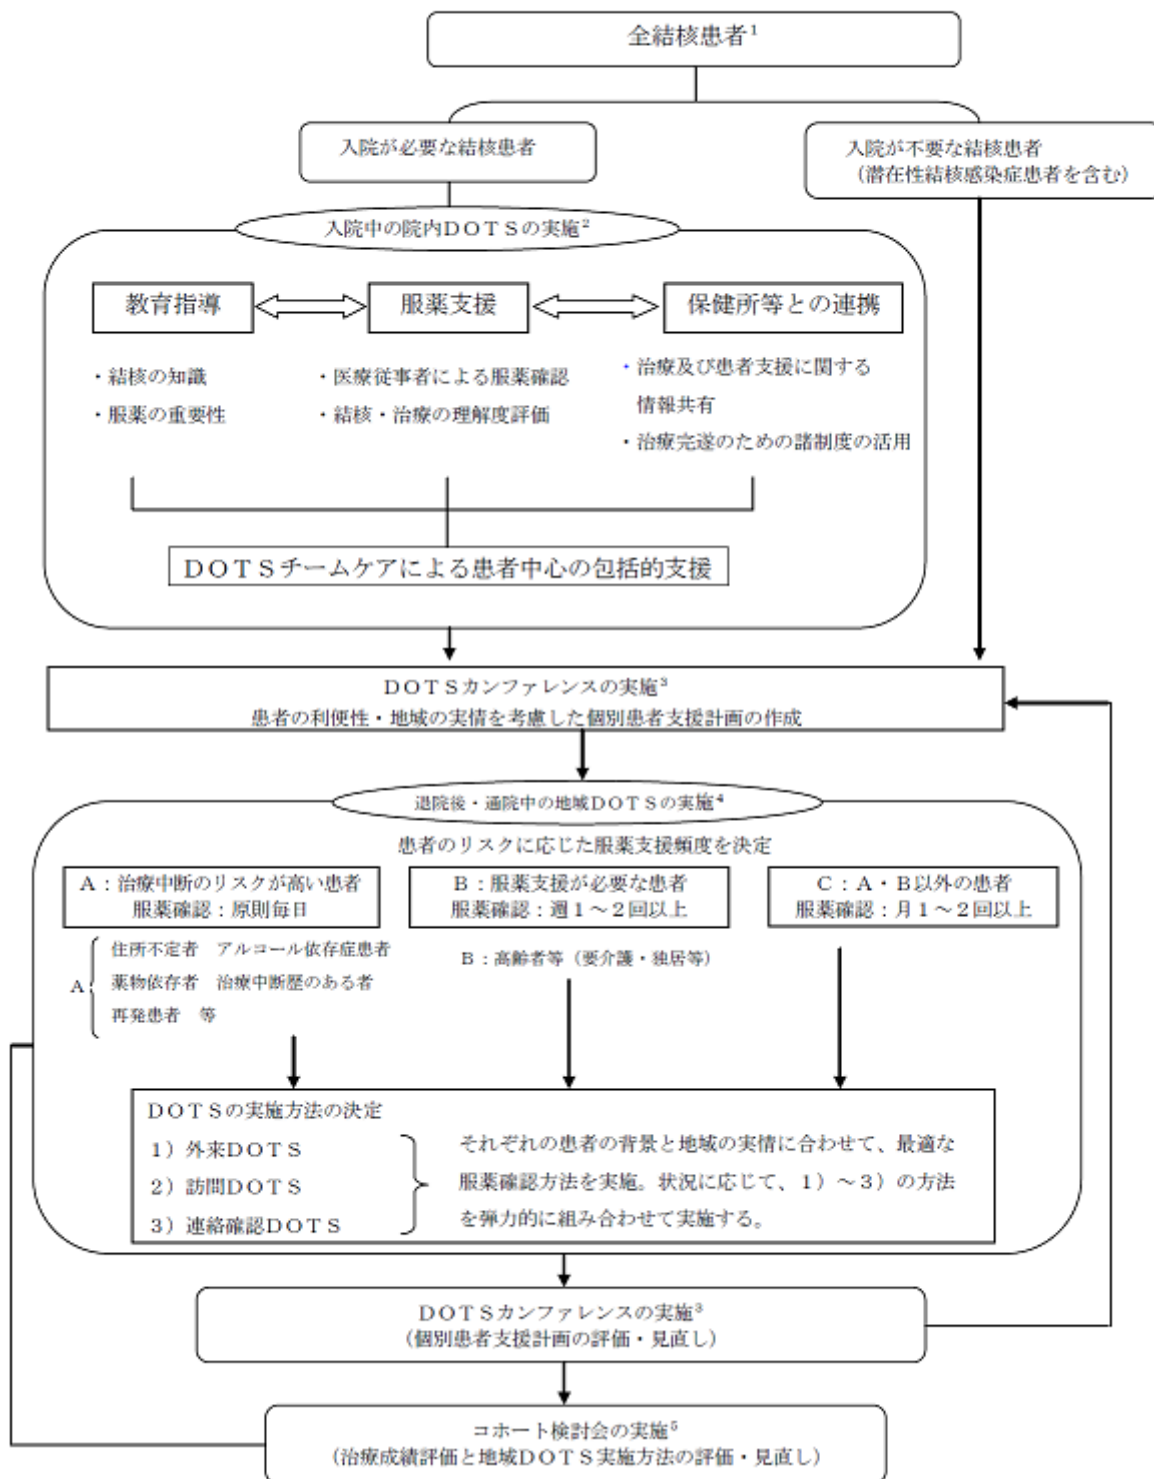 全結核患者¹
入院が必要な結核患者
入院が不要な結核患者
(潜在性結核感染症患者を含む)
入院中の院内DOTSの実施²
教育指導
服薬支援
保健所等との連携
・結核の知識
・服薬の重要性
・医療従事者による服薬確認
・結核・治療の理解度評価
・治療及び患者支援に関する
情報共有
・治療完遂のための諸制度の活用
DOTSチームケアによる患者中心の包括的支援
DOTSカンファレンスの実施³
患者の利便性・地域の実情を考慮した個別患者支援計画の作成
退院後・通院中の地域DOTSの実施⁴
患者のリスクに応じた服薬支援頻度を決定
A:治療中断のリスクが高い患者
服薬確認:原則毎日
B:服薬支援が必要な患者
服薬確認:週1~2回以上
C:A・B以外の患者
服薬確認:月1~2回以上
A
住所不定者 アルコール依存症患者
薬物依存者 治療中断歴のある者
再発患者 等
B:高齢者等(要介護・独居等)
DOTSの実施方法の決定
1)外来DOTS
2)訪問DOTS
3)連絡確認DOTS
それぞれの患者の背景と地域の実情に合わせて、最適な
服薬確認方法を実施。状況に応じて、1)~3)の方法
を弾力的に組み合わせて実施する。
DOTSカンファレンスの実施³
(個別患者支援計画の評価・見直し)
コホート検討会の実施⁵
(治療成績評価と地域DOTS実施方法の評価・見直し)